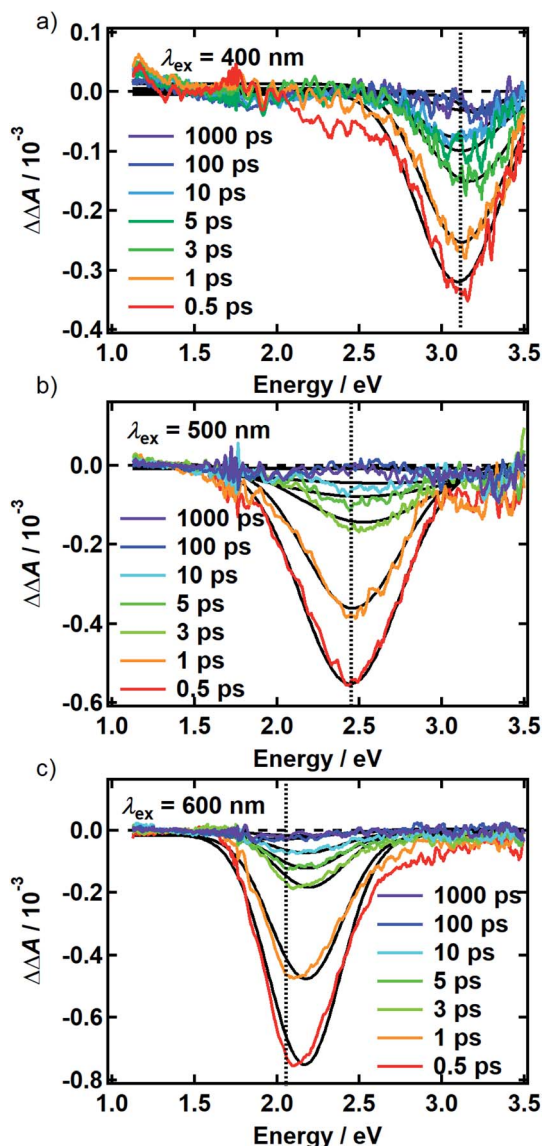 a)
λex = 400 nm
0.1
0.0
-0.1
-0.2
-0.3
-0.4
ΔΔA / 10-3
1000 ps
100 ps
10 ps
5 ps
3 ps
1 ps
0.5 ps
1.0 1.5 2.0 2.5 3.0 3.5
Energy / eV
b)
λex = 500 nm
0.0
-0.2
-0.4
-0.6
ΔΔA / 10-3
1000 ps
100 ps
10 ps
5 ps
3 ps
1 ps
0.5 ps
1.0 1.5 2.0 2.5 3.0 3.5
Energy / eV
c)
λex = 600 nm
0.0
-0.2
-0.4
-0.6
-0.8
ΔΔA / 10-3
1000 ps
100 ps
10 ps
5 ps
3 ps
1 ps
0.5 ps
1.0 1.5 2.0 2.5 3.0 3.5
Energy / eV